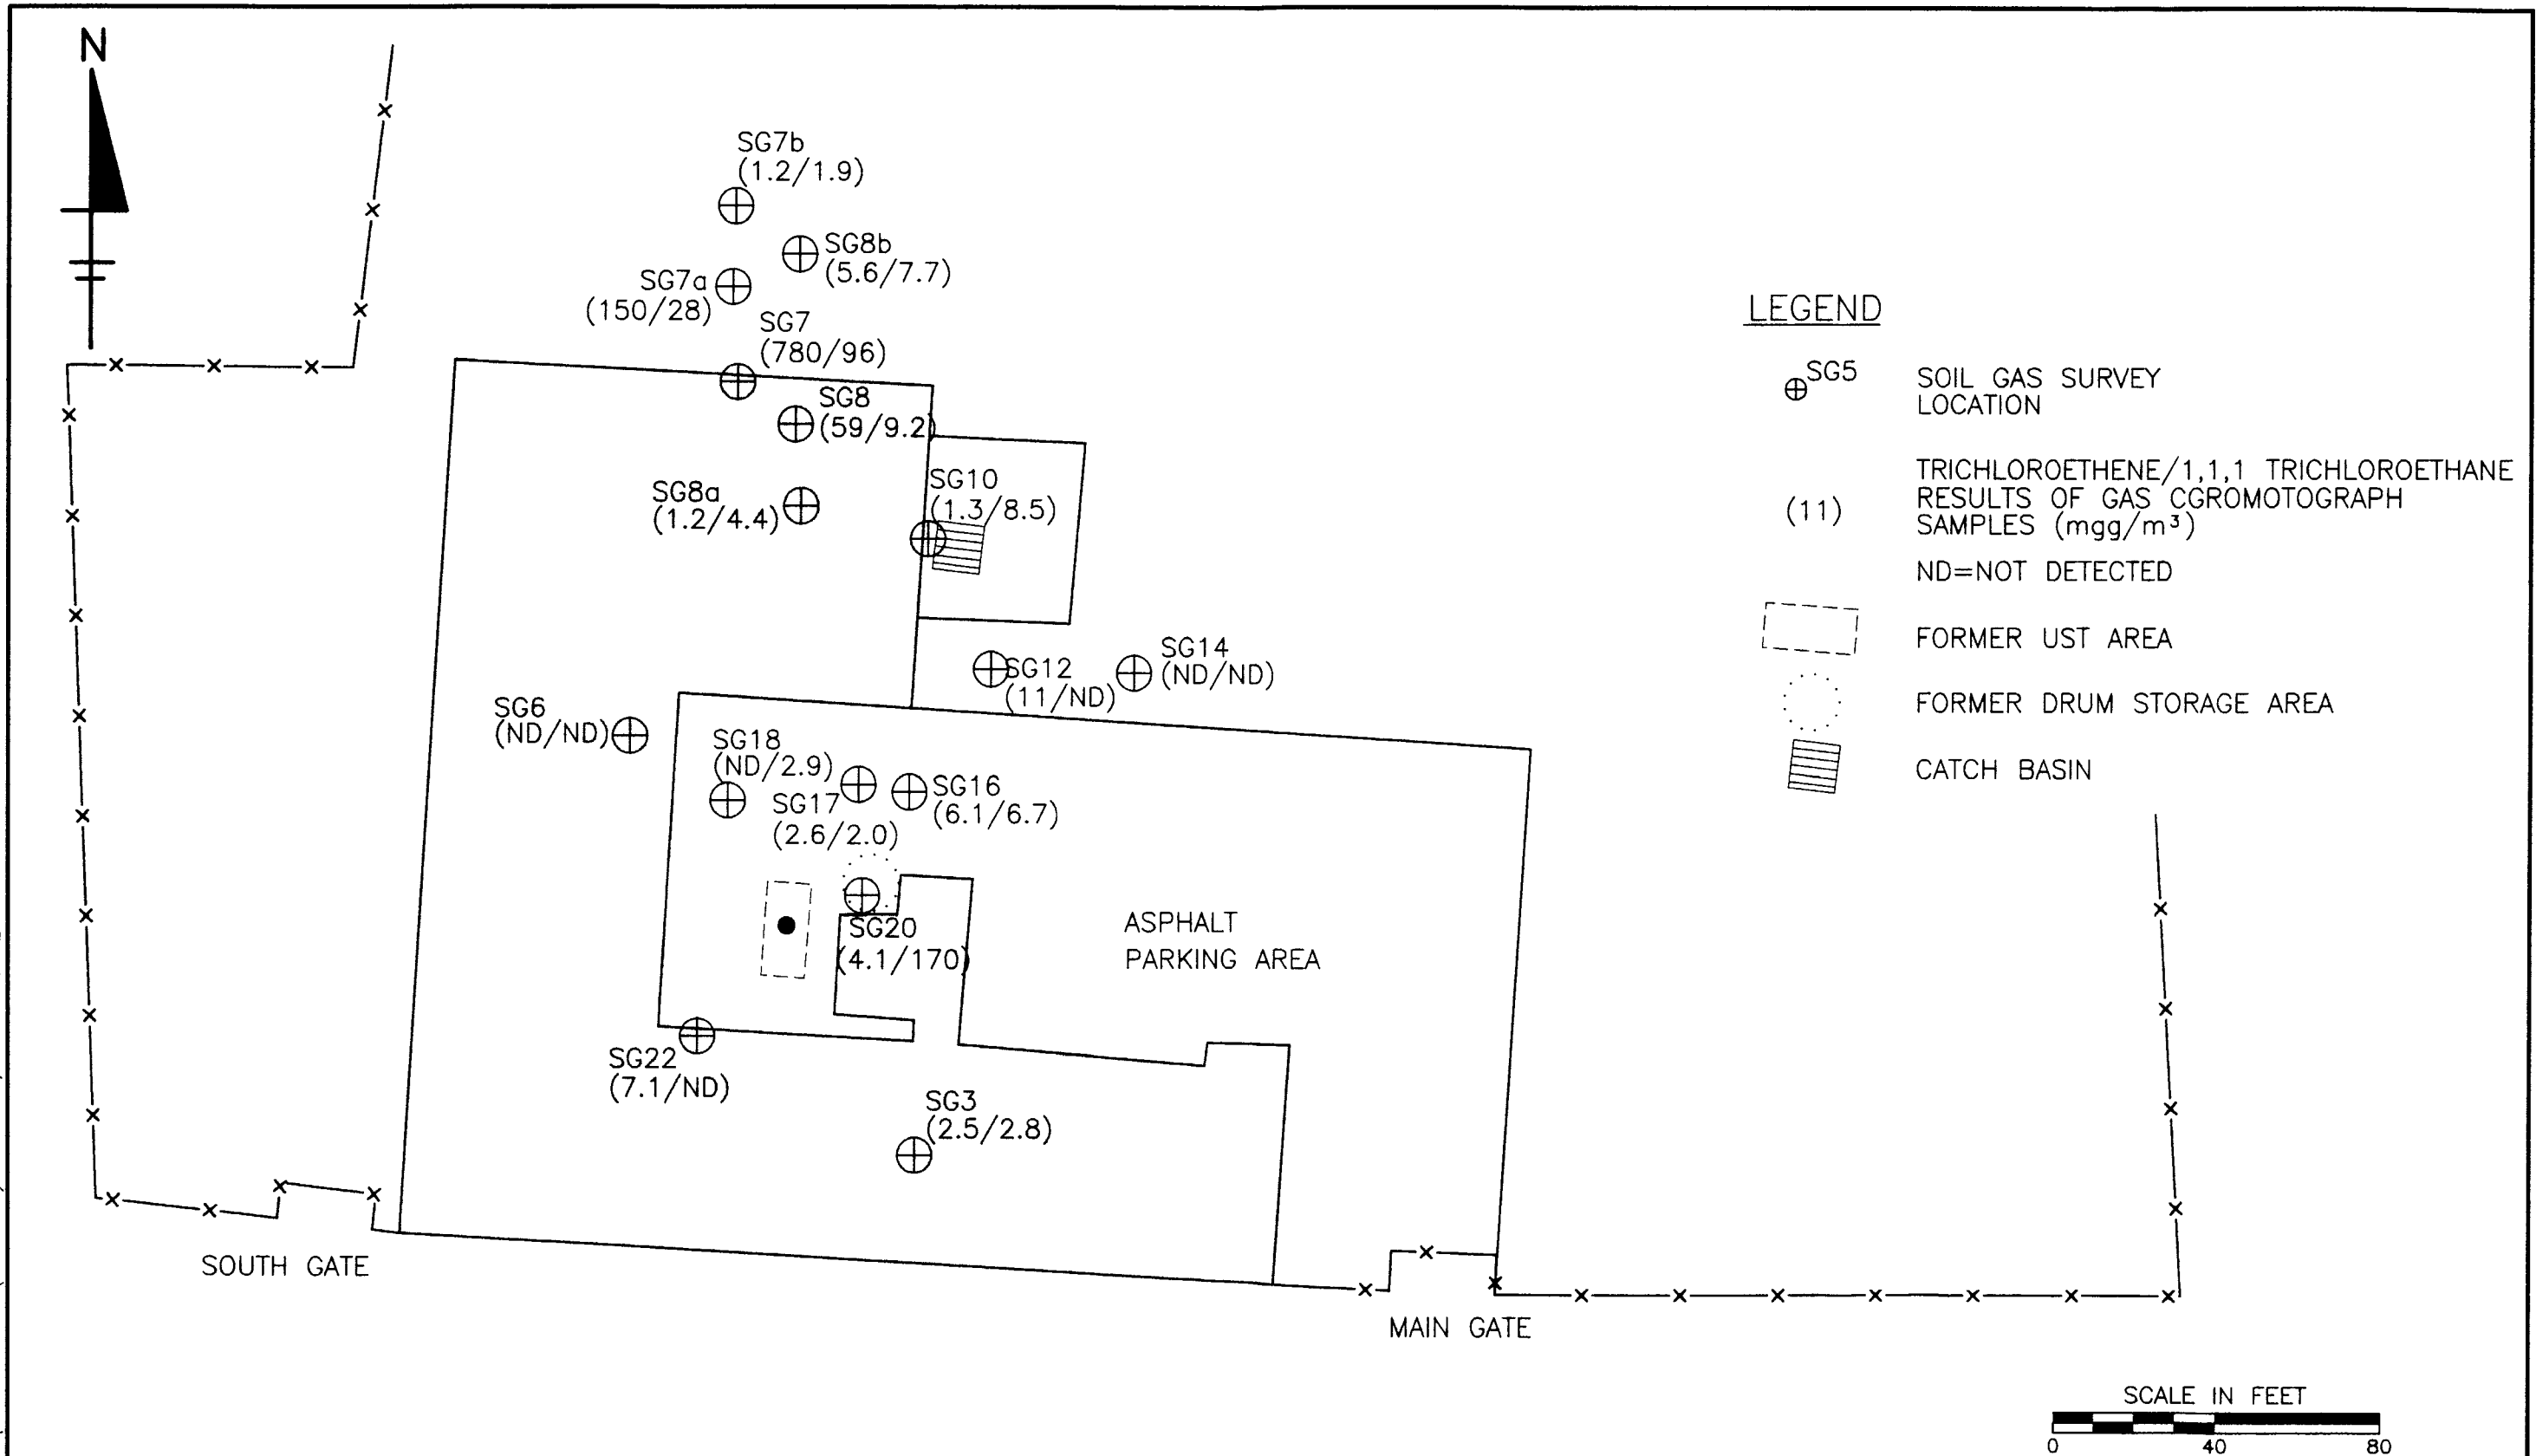 N
SG7b
(1.2/1.9)
SG8b
(5.6/7.7)
SG7a
(150/28)
SG7
(780/96)
SG8
(59/9.2)
SG8a
(1.2/4.4)
SG10
(1.3/8.5)
SG12
(11/ND)
SG14
(ND/ND)
SG6
(ND/ND)
SG18
(ND/2.9)
SG17
(2.6/2.0)
SG16
(6.1/6.7)
SG20
(4.1/170)
ASPHALT
PARKING AREA
SG22
(7.1/ND)
SG3
(2.5/2.8)
SOUTH GATE
MAIN GATE
LEGEND
SG5
SOIL GAS SURVEY
LOCATION
(11)
TRICHLOROETHENE/1,1,1 TRICHLOROETHANE
RESULTS OF GAS CGROMOTOGRAPH
SAMPLES (mgg/m³)
ND=NOT DETECTED
FORMER UST AREA
FORMER DRUM STORAGE AREA
CATCH BASIN
SCALE IN FEET
0 40 80